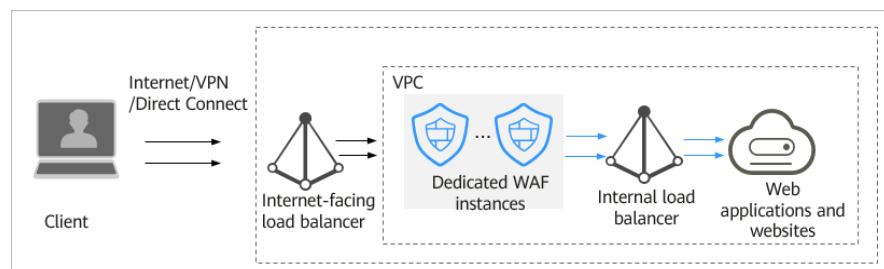 Internet/VPN
/Direct Connect
VPC
...
Client
Internet-facing
load balancer
Dedicated WAF
instances
Internal load
balancer
Web
applications and
websites